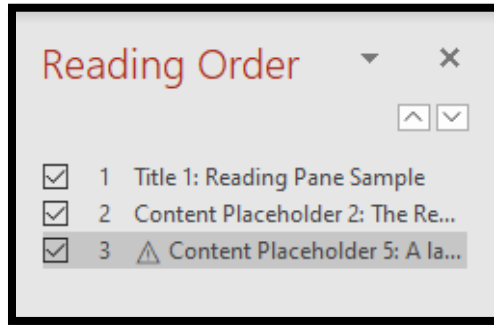 Reading Order
1 Title 1: Reading Pane Sample
2 Content Placeholder 2: The Re...
3 Content Placeholder 5: A la...